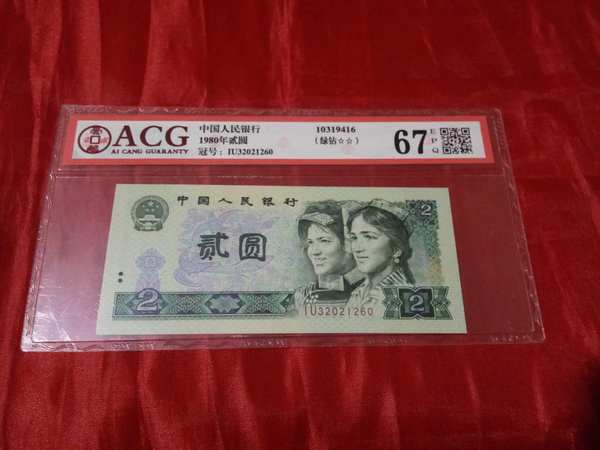 ACG
AI CANG GUARANTY
中国人民银行
1980年贰圆
冠号：IU32021260
10319416
（绿钻☆☆）
67 EPQ
中国人民银行
2
贰圆
2
2
IU32021260